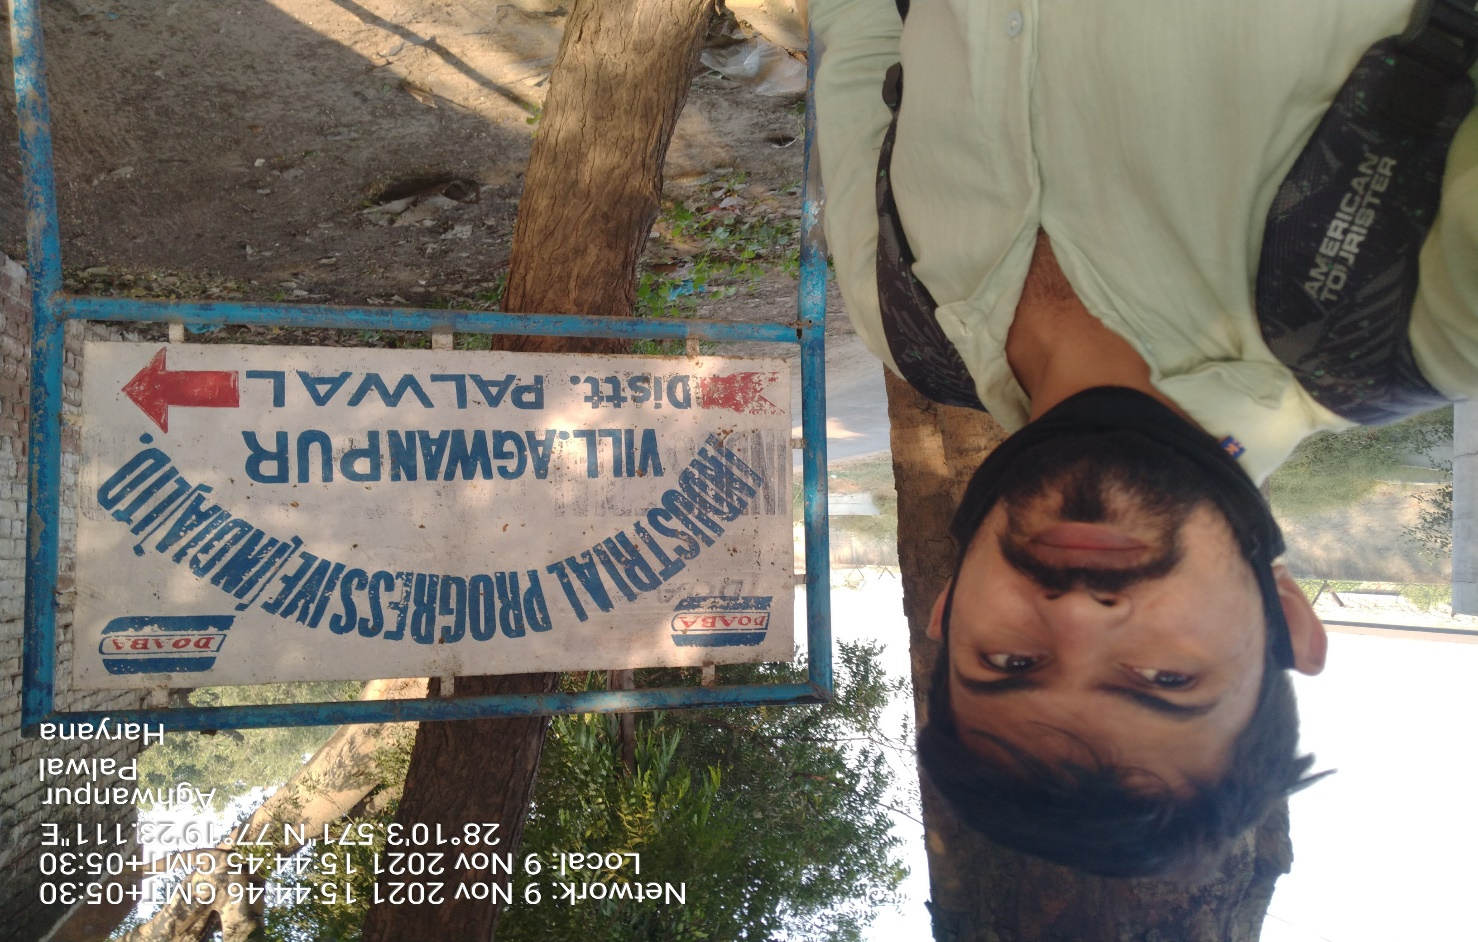 Network: 9 Nov 2021 15:44:46 GMT+05:30
Local: 9 Nov 2021 15:44:45 GMT+05:30
28°10'3.571"N 77°19'23.111"E
Aghwanpur
Palwal
Haryana
DOABA
DOABA
INDUSTRIAL PROGRESSIVE(INDIA)LTD.
VILL.AGWANPUR
Distt. PALWAL
AMERICAN
TOURISTER